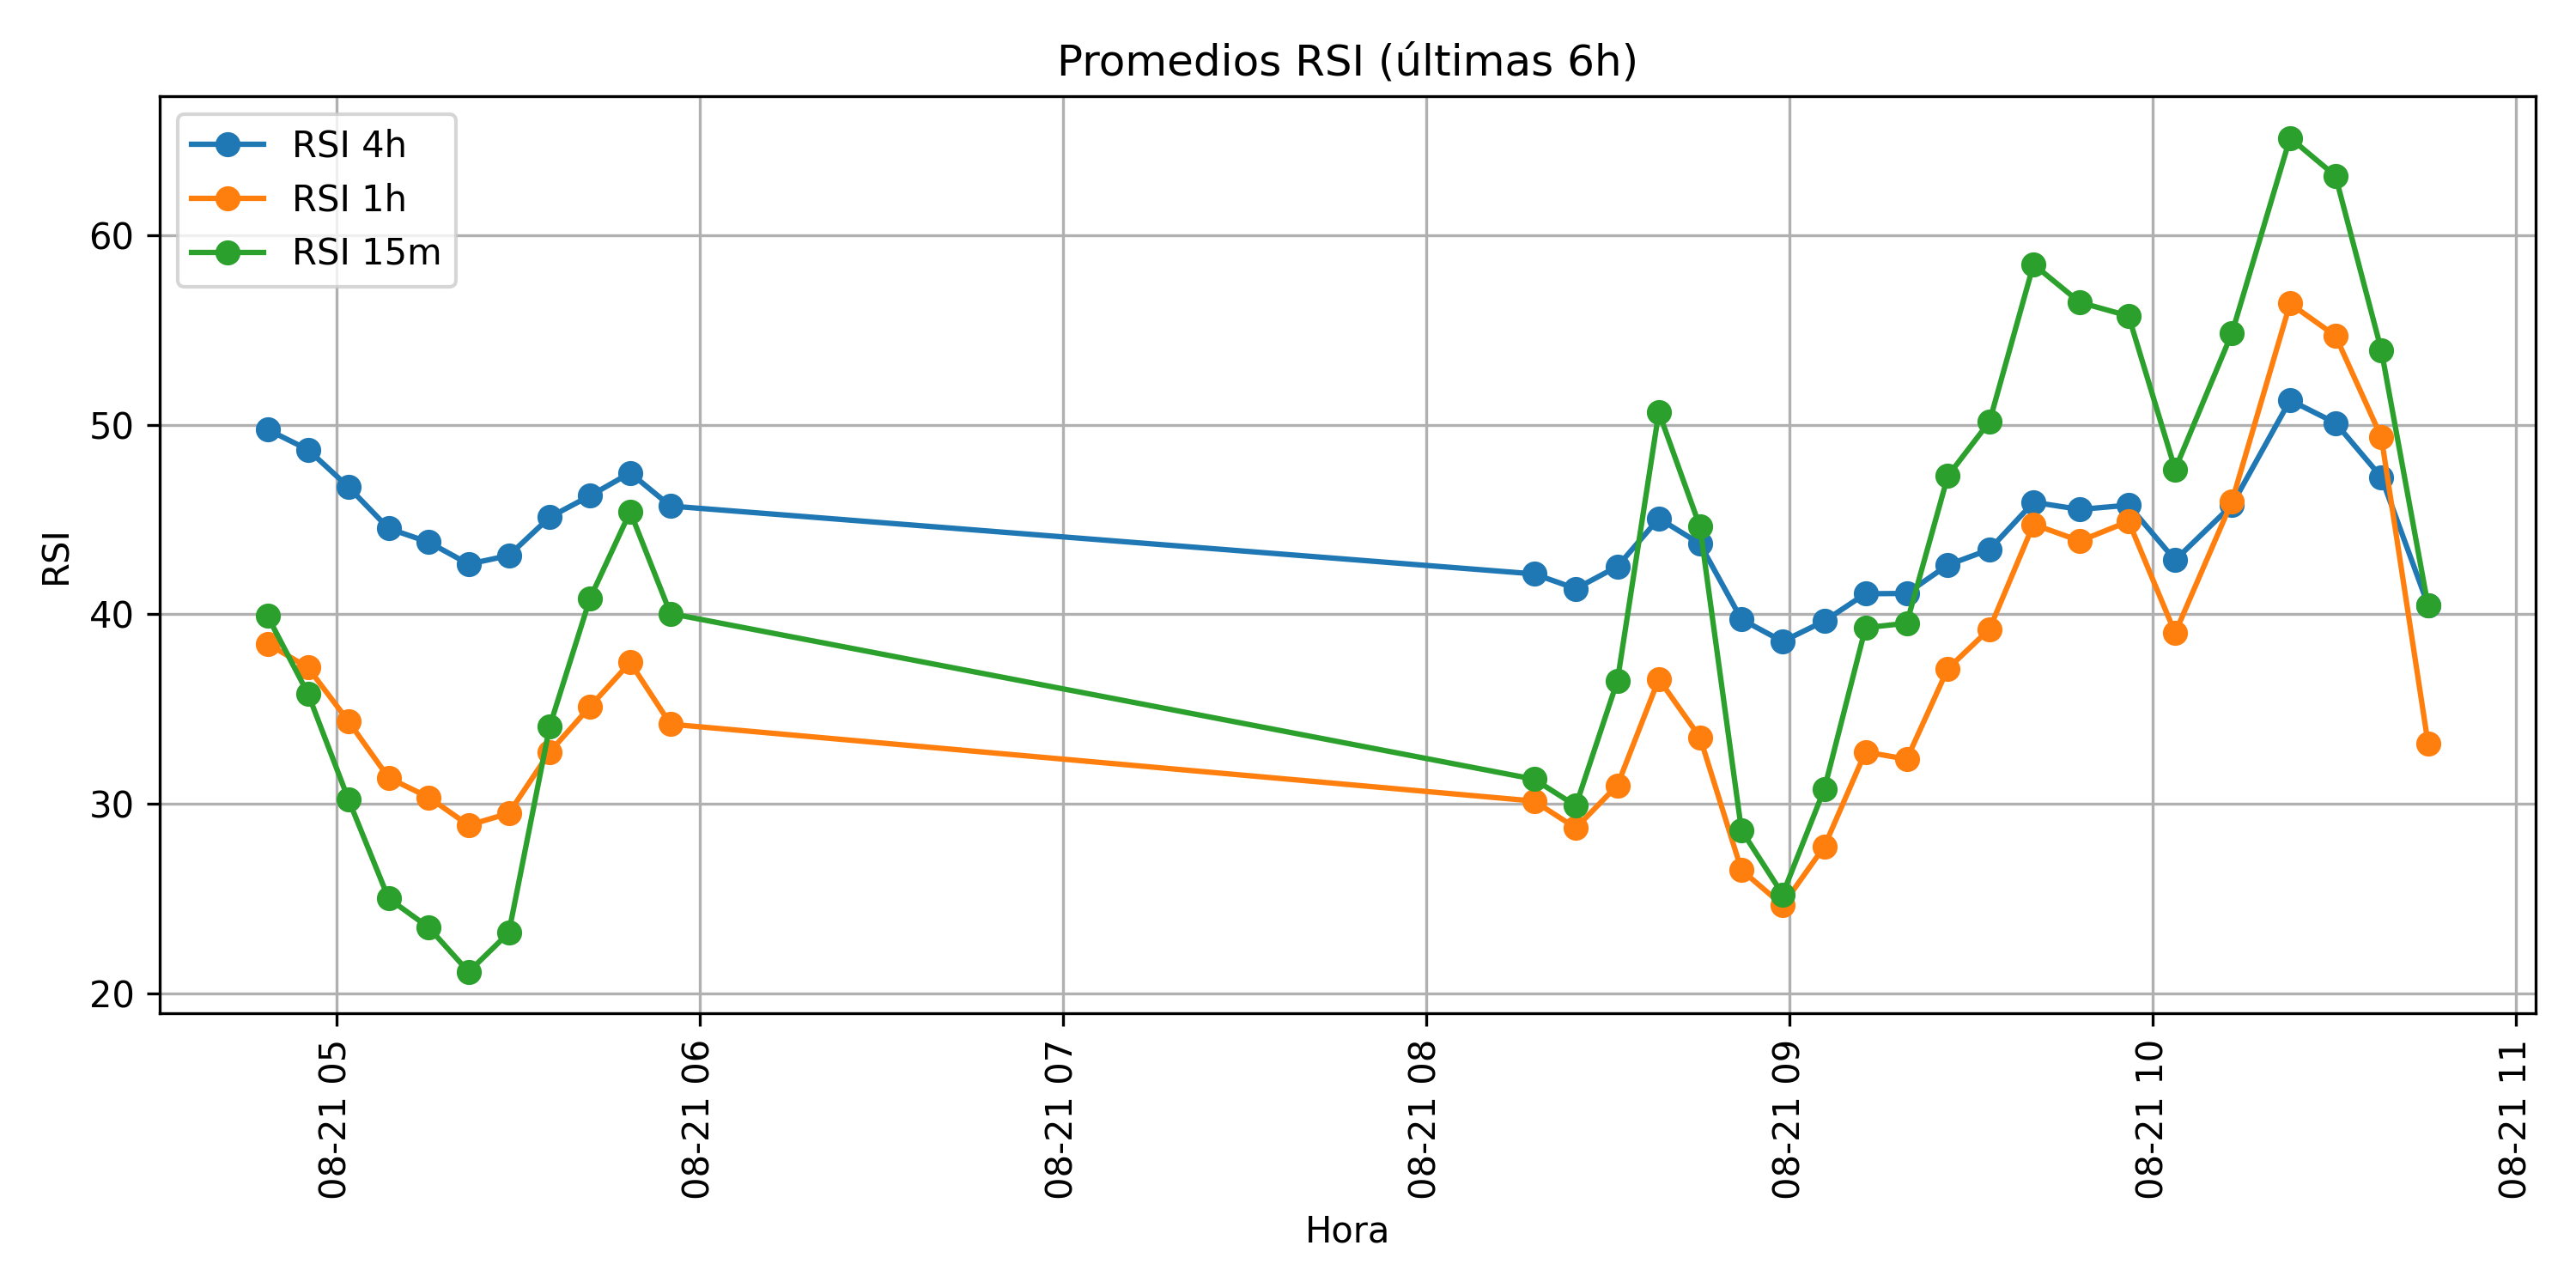 Promedios RSI (últimas 6h)
RSI 4h
RSI 1h
RSI 15m
RSI
60
50
40
30
20
08-21 05
08-21 06
08-21 07
08-21 08
08-21 09
08-21 10
08-21 11
Hora